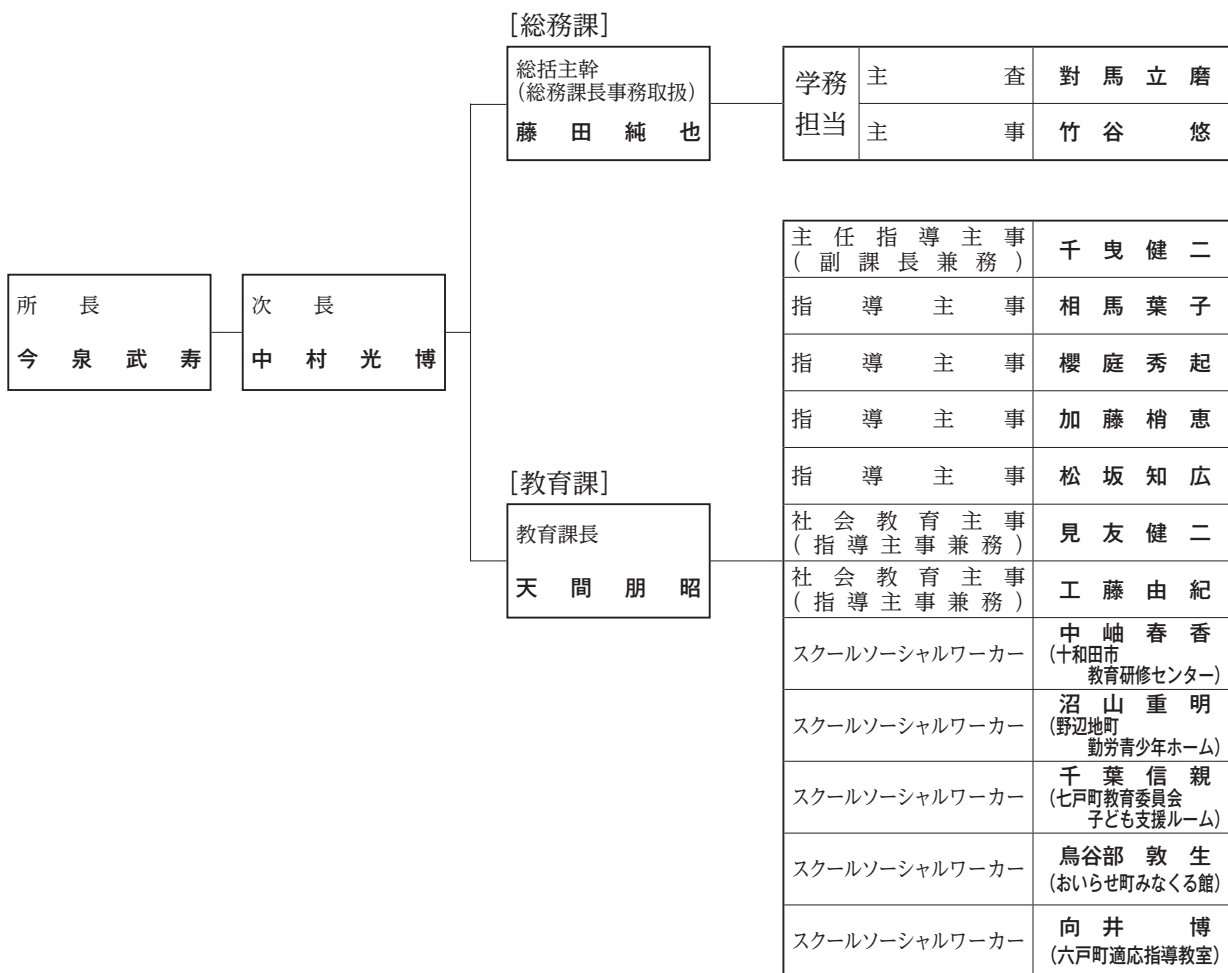 [総務課]
総括主幹
(総務課長事務取扱)
藤田純也
学務
担当
主査 對馬立磨
主事 竹谷悠
所長
今泉武寿
次長
中村光博
[教育課]
教育課長
天間朋昭
主任指導主事
(副課長兼務)
千曳健二
指導主事 相馬葉子
指導主事 櫻庭秀起
指導主事 加藤梢恵
指導主事 松坂知広
社会教育主事
(指導主事兼務)
見友健二
社会教育主事
(指導主事兼務)
工藤由紀
スクールソーシャルワーカー
中岫春香
(十和田市
教育研修センター)
スクールソーシャルワーカー
沼山重明
(野辺地町
勤労青少年ホーム)
スクールソーシャルワーカー
千葉信親
(七戸町教育委員会
子ども支援ルーム)
スクールソーシャルワーカー
鳥谷部敦生
(おいらせ町みなくる館)
スクールソーシャルワーカー
向井博
(六戸町適応指導教室)